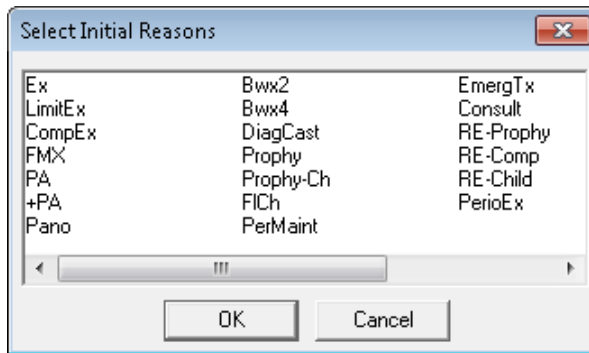 Select Initial Reasons
Ex Bwx2 EmergTx
LimitEx Bwx4 Consult
CompEx DiagCast RE-Prophy
FMX Prophy RE-Comp
PA Prophy-Ch RE-Child
+PA FlCh PerioEx
Pano PerMaint
OK Cancel